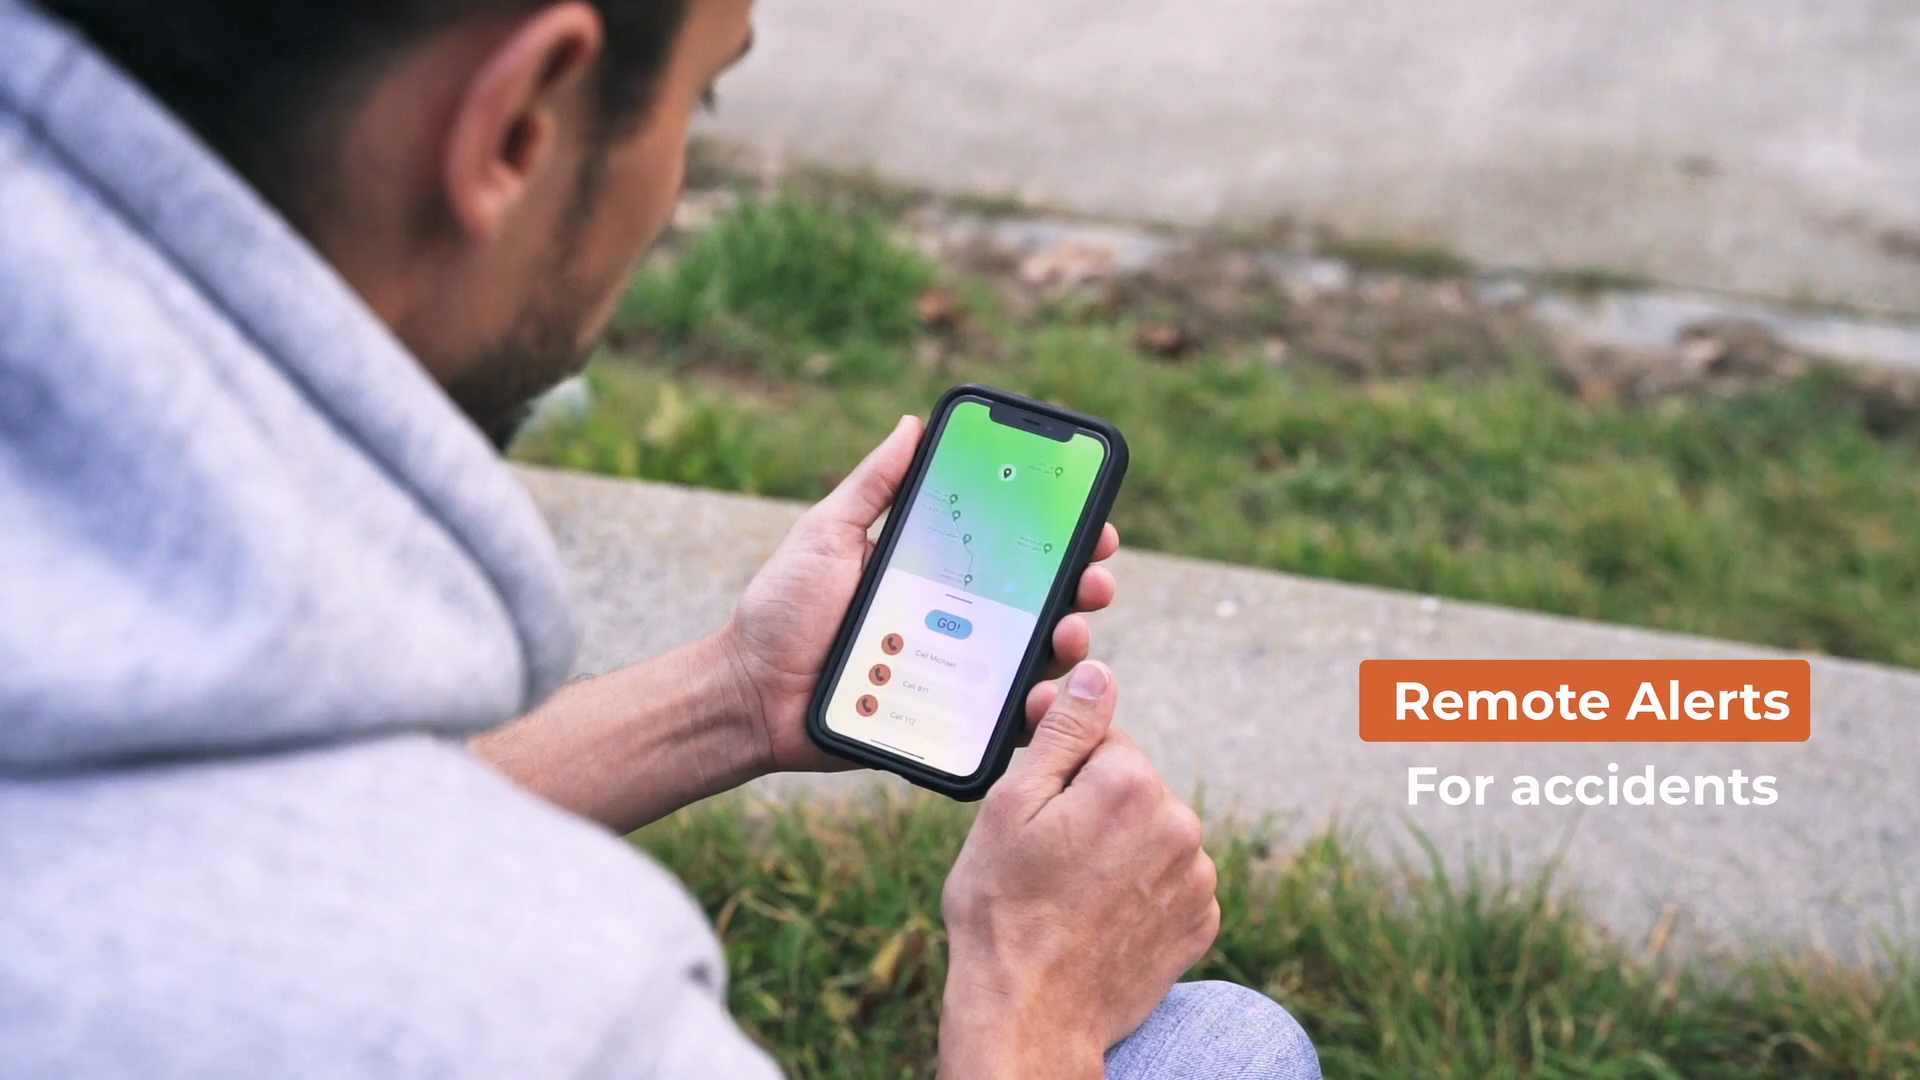 GO!
Call Michael
Call 911
Call 112
Remote Alerts
For accidents